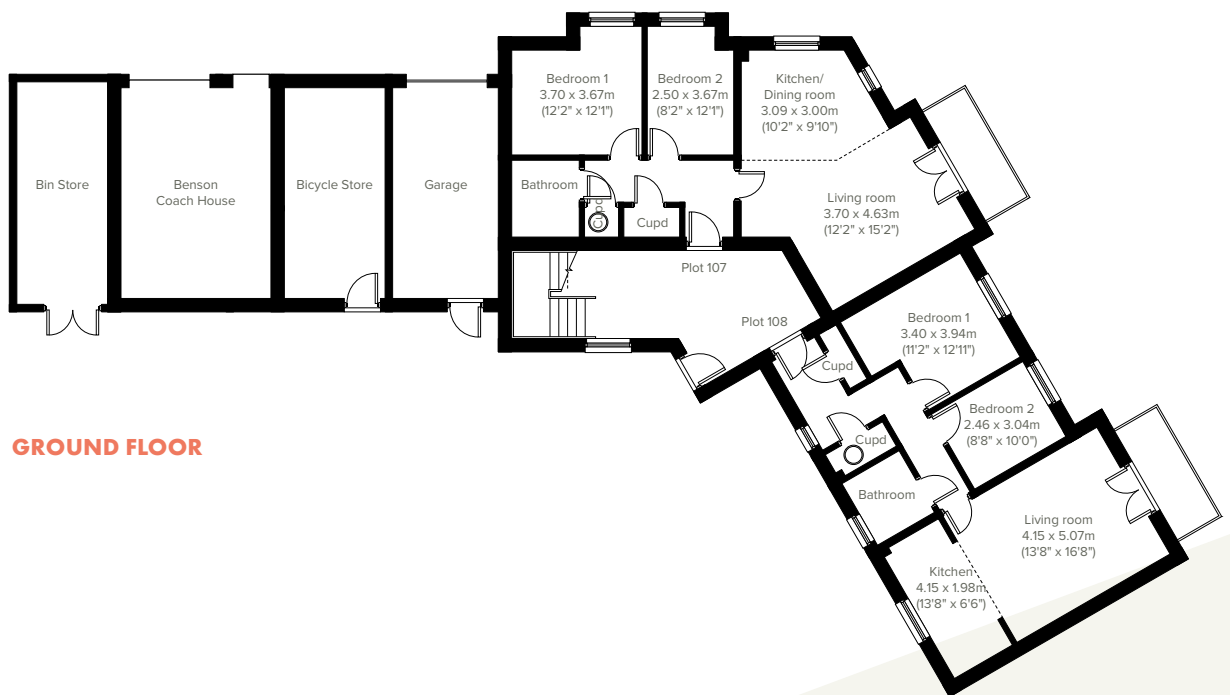 Bedroom 1
3.70 x 3.67m
(12'2" x 12'1")
Bedroom 2
2.50 x 3.67m
(8'2" x 12'1")
Kitchen/
Dining room
3.09 x 3.00m
(10'2" x 9'10")
Bin Store
Benson
Coach House
Bicycle Store
Garage
Bathroom
Cupd
Cupd
Living room
3.70 x 4.63m
(12'2" x 15'2")
Plot 107
Plot 108
Bedroom 1
3.40 x 3.94m
(11'2" x 12'11")
Cupd
Bedroom 2
2.46 x 3.04m
(8'8" x 10'0")
Cupd
Bathroom
Living room
4.15 x 5.07m
(13'8" x 16'8")
Kitchen
4.15 x 1.98m
(13'8" x 6'6")
GROUND FLOOR